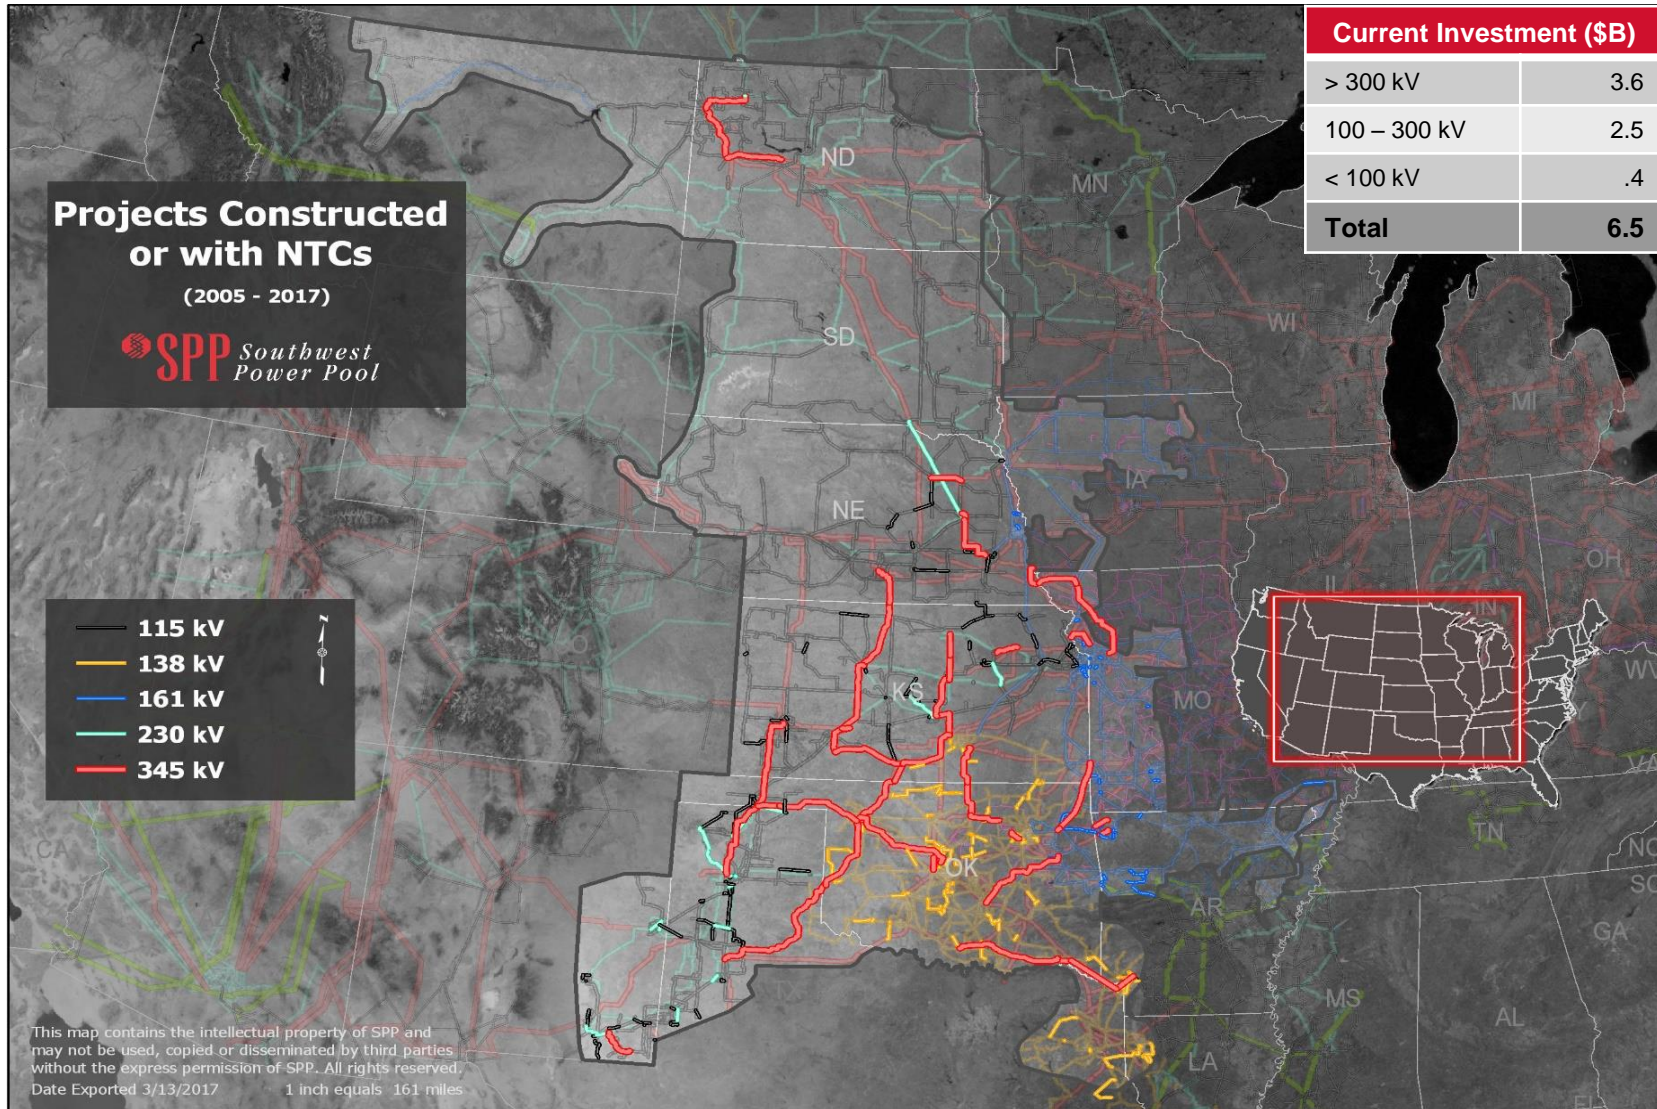 Current Investment ($B)
> 300 kV 3.6
100 – 300 kV 2.5
< 100 kV .4
Total 6.5
Projects Constructed
or with NTCs
(2005 - 2017)
SPP Southwest
Power Pool
115 kV
138 kV
161 kV
230 kV
345 kV
N
ND
MN
SD
WI
MI
IA
NE
OH
IL
IN
WV
KS
MO
VA
CA
TN
OK
NC
SC
AR
GA
MS
AL
LA
This map contains the intellectual property of SPP and
may not be used, copied or disseminated by third parties
without the express permission of SPP. All rights reserved.
Date Exported 3/13/2017 1 inch equals 161 miles